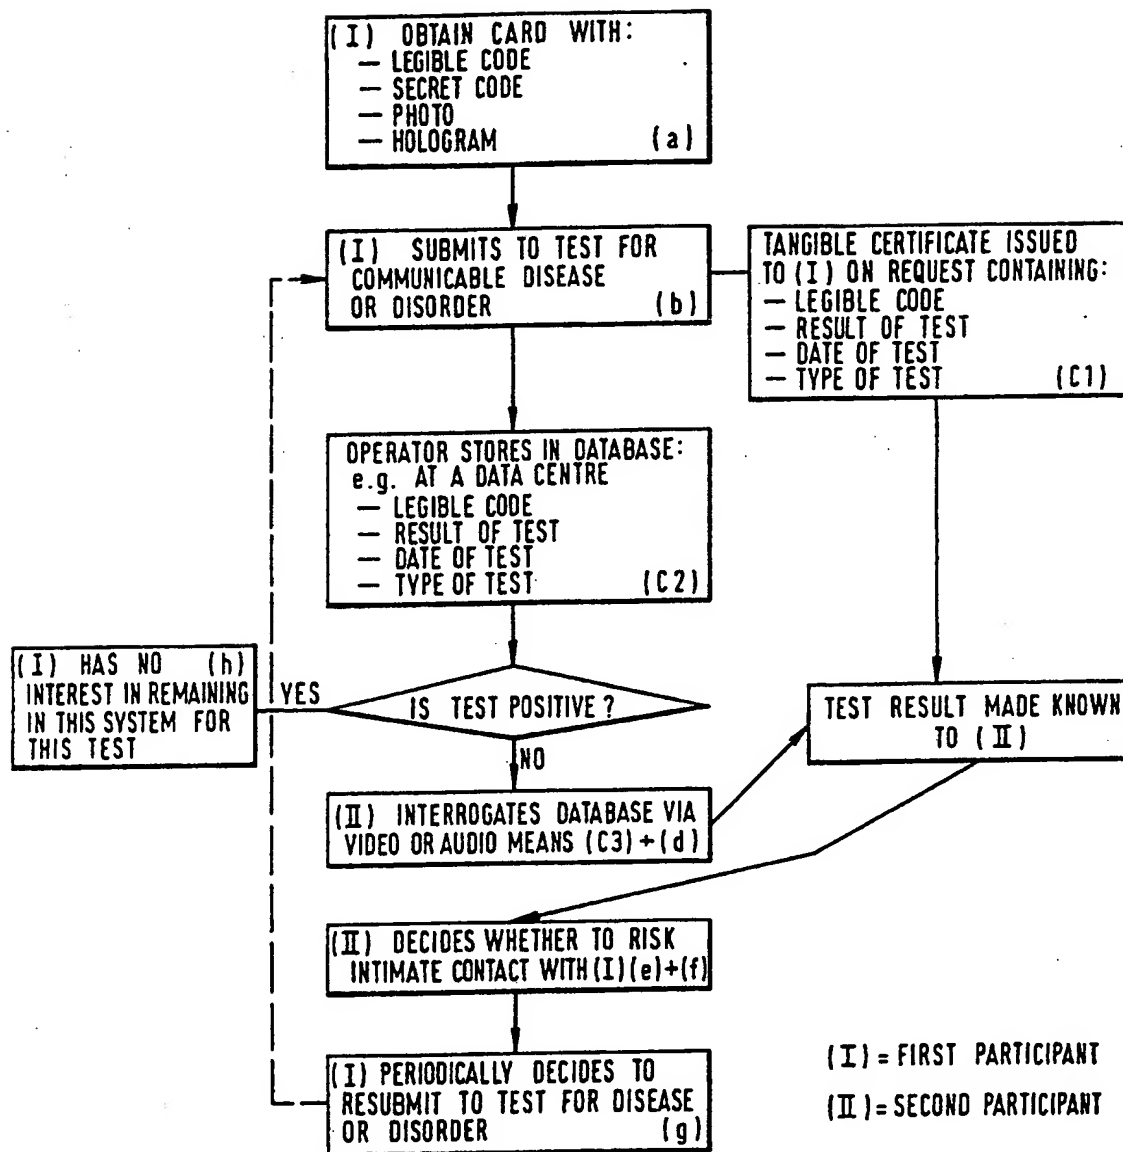 (I) OBTAIN CARD WITH:
— LEGIBLE CODE
— SECRET CODE
— PHOTO
— HOLOGRAM (a)
(I) SUBMITS TO TEST FOR
COMMUNICABLE DISEASE
OR DISORDER (b)
TANGIBLE CERTIFICATE ISSUED
TO (I) ON REQUEST CONTAINING:
— LEGIBLE CODE
— RESULT OF TEST
— DATE OF TEST
— TYPE OF TEST (C1)
OPERATOR STORES IN DATABASE:
e.g. AT A DATA CENTRE
— LEGIBLE CODE
— RESULT OF TEST
— DATE OF TEST
— TYPE OF TEST (C2)
(I) HAS NO (h)
INTEREST IN REMAINING
IN THIS SYSTEM FOR
THIS TEST
YES
IS TEST POSITIVE?
NO
TEST RESULT MADE KNOWN
TO (II)
(II) INTERROGATES DATABASE VIA
VIDEO OR AUDIO MEANS (C3)+(d)
(II) DECIDES WHETHER TO RISK
INTIMATE CONTACT WITH (I)(e)+(f)
(I) PERIODICALLY DECIDES TO
RESUBMIT TO TEST FOR DISEASE
OR DISORDER (g)
(I) = FIRST PARTICIPANT
(II) = SECOND PARTICIPANT